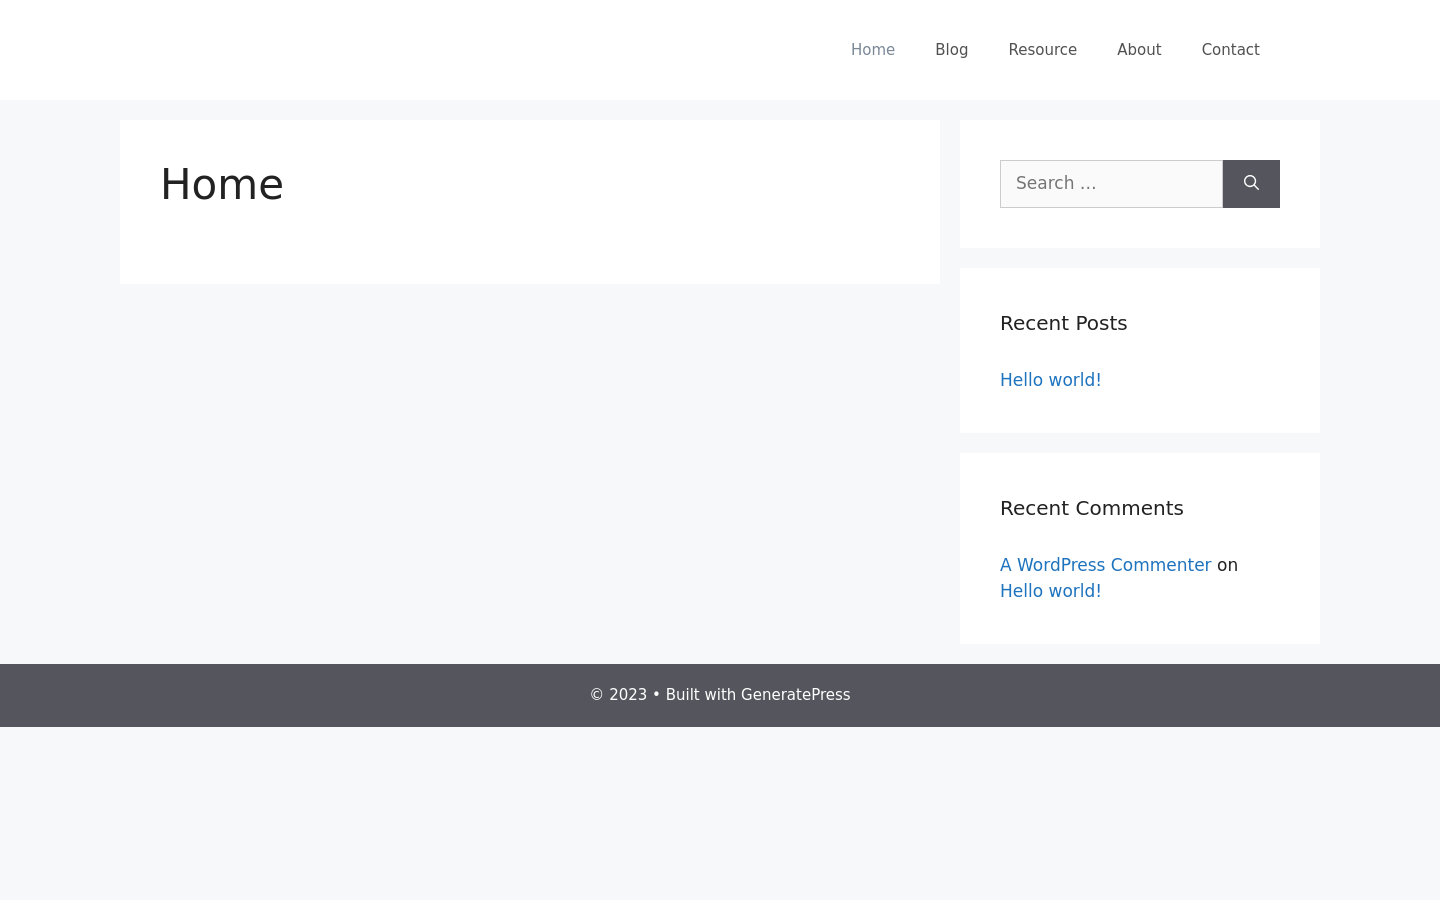 Home
Blog
Resource
About
Contact
Home
Search …
Recent Posts
Hello world!
Recent Comments
A WordPress Commenter on
Hello world!
© 2023 • Built with GeneratePress